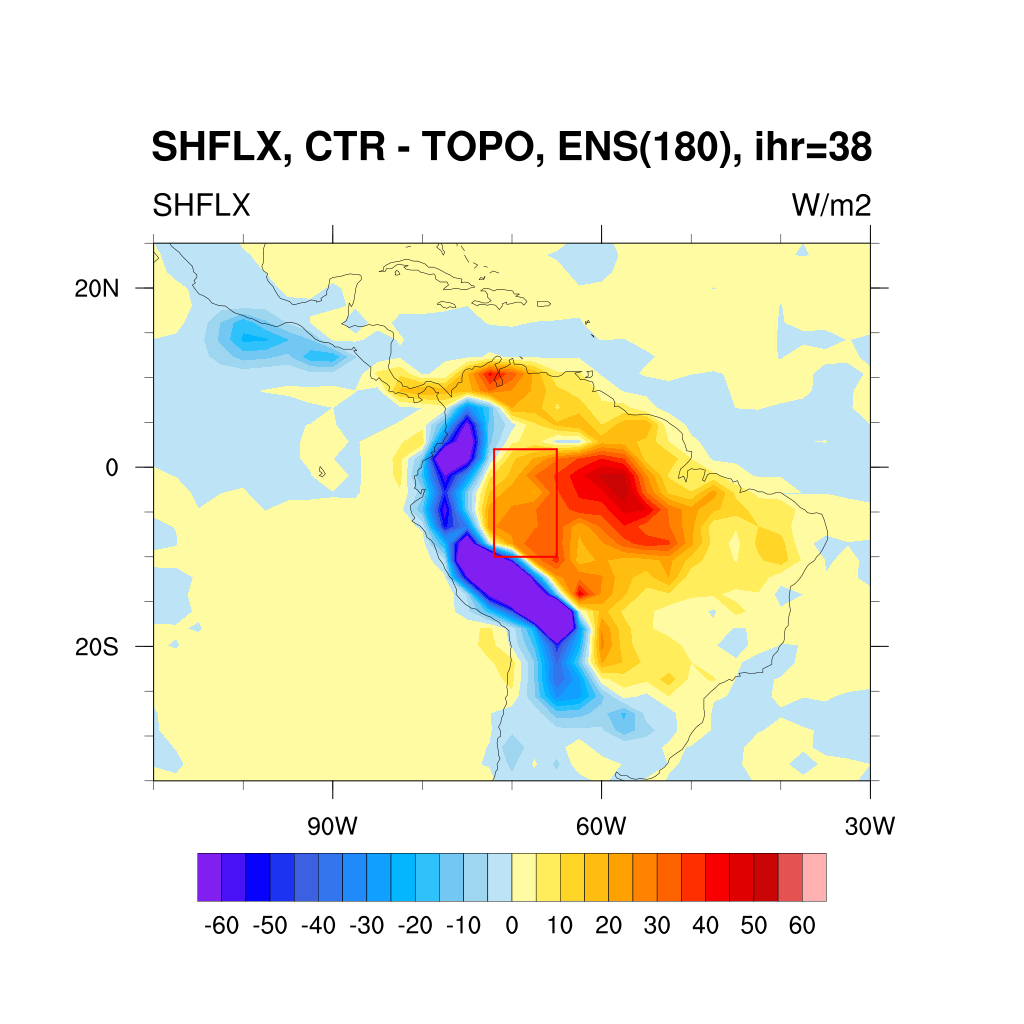 SHFLX, CTR - TOPO, ENS(180), ihr=38
SHFLX W/m2
20N
0
20S
90W 60W 30W
-60 -50 -40 -30 -20 -10 0 10 20 30 40 50 60